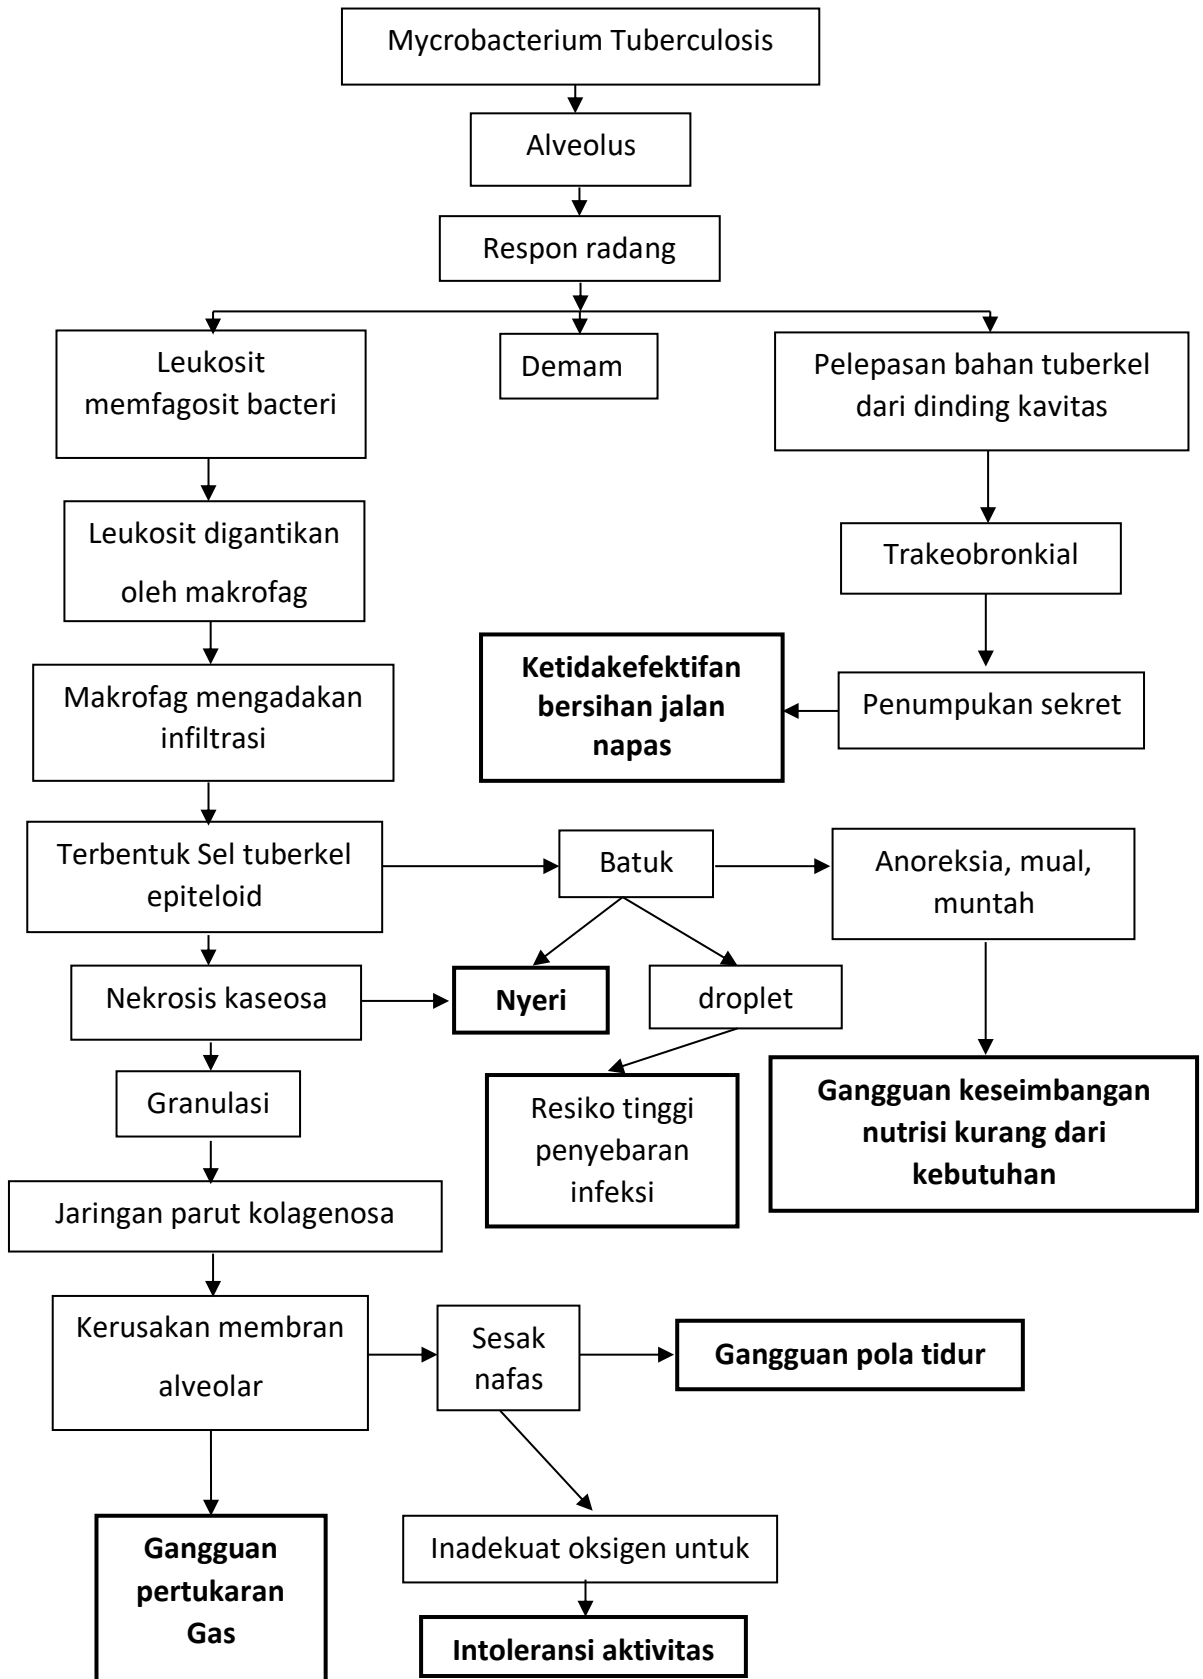 Mycrobacterium Tuberculosis
Alveolus
Respon radang
Leukosit
memfagosit bacteri
Demam
Pelepasan bahan tuberkel
dari dinding kavitas
Leukosit digantikan
oleh makrofag
Trakeobronkial
Makrofag mengadakan
infiltrasi
Ketidakefektifan
bersihan jalan
napas
Penumpukan sekret
Terbentuk Sel tuberkel
epiteloid
Batuk
Anoreksia, mual,
muntah
Nekrosis kaseosa
Nyeri
droplet
Granulasi
Resiko tinggi
penyebaran
infeksi
Gangguan keseimbangan
nutrisi kurang dari
kebutuhan
Jaringan parut kolagenosa
Kerusakan membran
alveolar
Sesak
nafas
Gangguan pola tidur
Gangguan
pertukaran
Gas
Inadekuat oksigen untuk
Intoleransi aktivitas